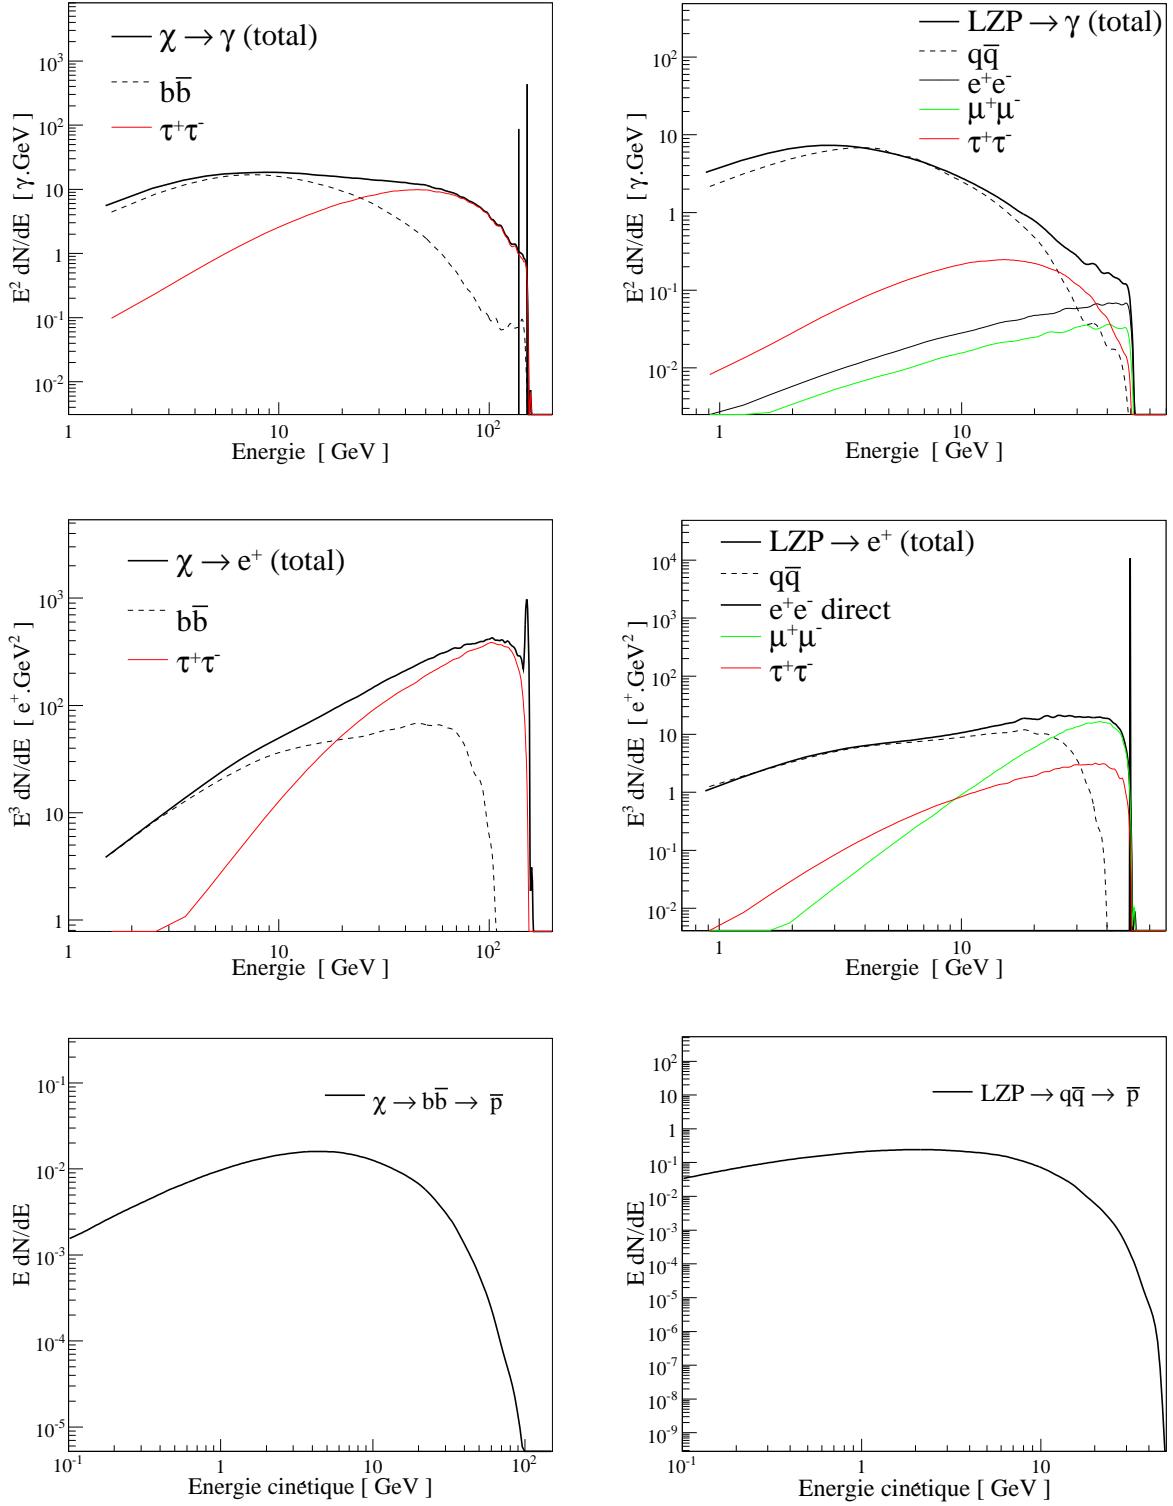 χ → γ (total)
bb̅
τ⁺τ⁻
E² dN/dE [ γ.GeV ]
10³
10²
10
1
10⁻¹
10⁻²
1 10 10²
Energie [ GeV ]
LZP → γ (total)
qq̅
e⁺e⁻
μ⁺μ⁻
τ⁺τ⁻
E² dN/dE [ γ.GeV ]
10²
10
1
10⁻¹
10⁻²
1 10
Energie [ GeV ]
χ → e⁺ (total)
bb̅
τ⁺τ⁻
E³ dN/dE [ e⁺.GeV² ]
10³
10²
10
1
1 10 10²
Energie [ GeV ]
LZP → e⁺ (total)
qq̅
e⁺e⁻ direct
μ⁺μ⁻
τ⁺τ⁻
E³ dN/dE [ e⁺.GeV² ]
10⁴
10³
10²
10
1
10⁻¹
10⁻²
1 10
Energie [ GeV ]
χ → bb̅ → p̅
E dN/dE
10⁻¹
10⁻²
10⁻³
10⁻⁴
10⁻⁵
10⁻¹ 1 10 10²
Energie cinétique [ GeV ]
LZP → qq̅ → p̅
E dN/dE
10²
10
1
10⁻¹
10⁻²
10⁻³
10⁻⁴
10⁻⁵
10⁻⁶
10⁻⁷
10⁻⁸
10⁻⁹
10⁻¹ 1 10
Energie cinétique [ GeV ]